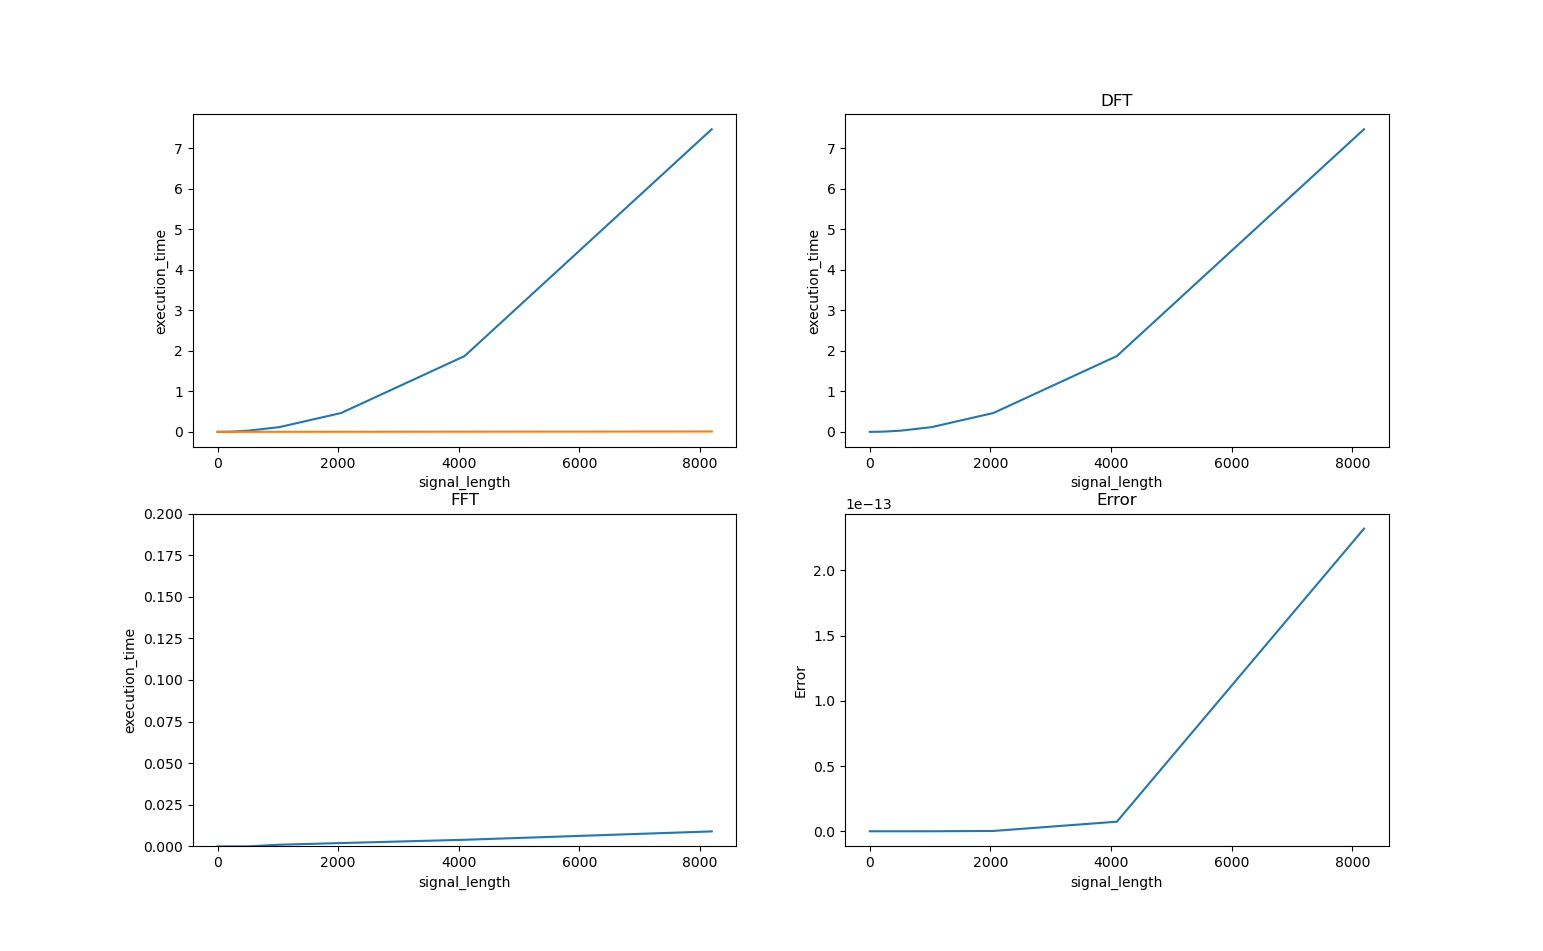 7
6
5
4
3
2
1
0
execution_time
0 2000 4000 6000 8000
signal_length
DFT
7
6
5
4
3
2
1
0
execution_time
0 2000 4000 6000 8000
signal_length
FFT
0.200
0.175
0.150
0.125
0.100
0.075
0.050
0.025
0.000
execution_time
0 2000 4000 6000 8000
signal_length
Error
1e−13
2.0
1.5
1.0
0.5
0.0
Error
0 2000 4000 6000 8000
signal_length